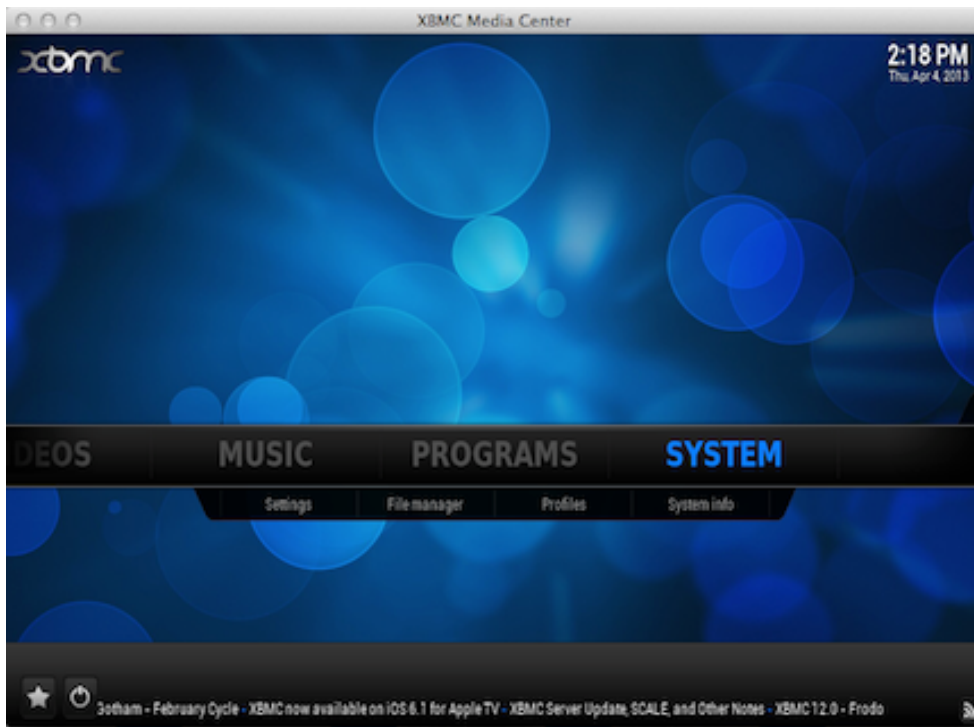 XBMC Media Center
xbmc
2:18 PM
Thu, Apr 4, 2013
DEOS MUSIC PROGRAMS SYSTEM
Settings File manager Profiles System info
Gotham - February Cycle - XBMC now available on iOS 6.1 for Apple TV - XBMC Server Update, SCALE, and Other Notes - XBMC 12.0 - Frodo